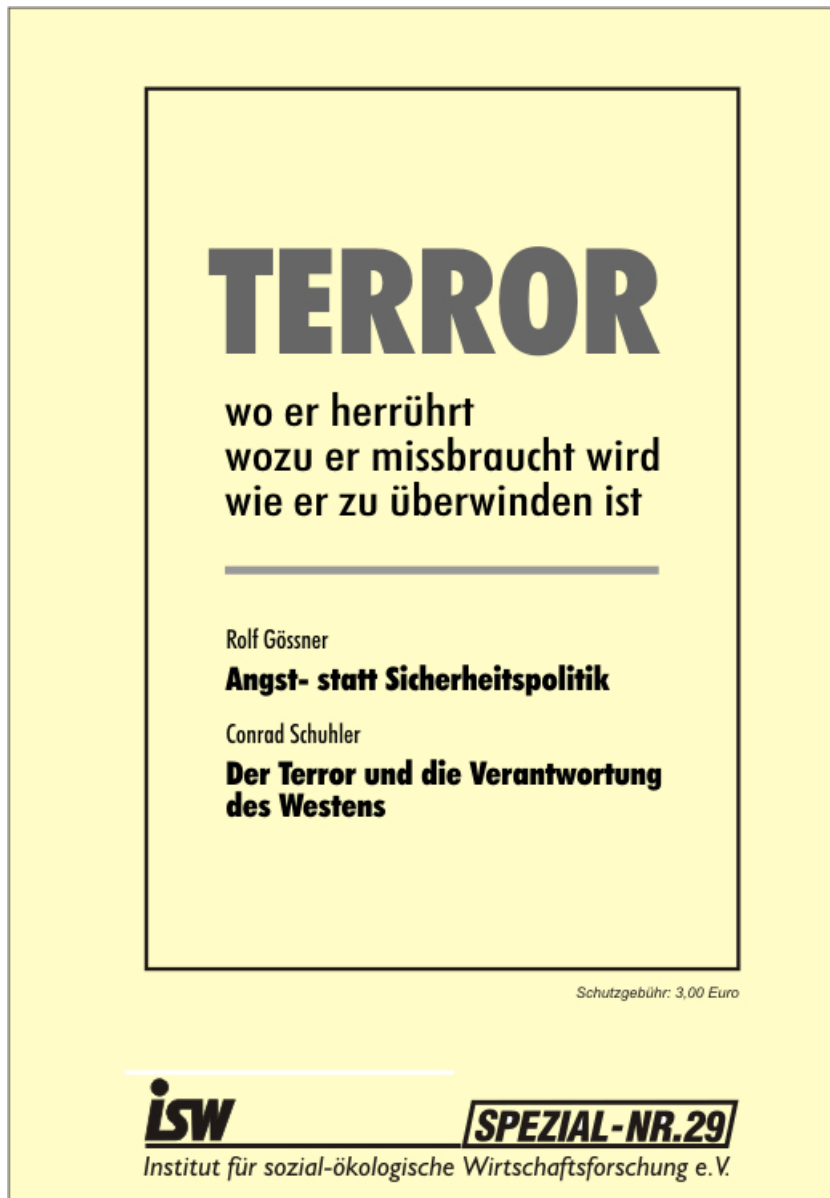 TERROR
wo er herrührt
wozu er missbraucht wird
wie er zu überwinden ist
Rolf Gössner
Angst- statt Sicherheitspolitik
Conrad Schuhler
Der Terror und die Verantwortung
des Westens
Schutzgebühr: 3,00 Euro
isw
SPEZIAL-NR.29
Institut für sozial-ökologische Wirtschaftsforschung e.V.